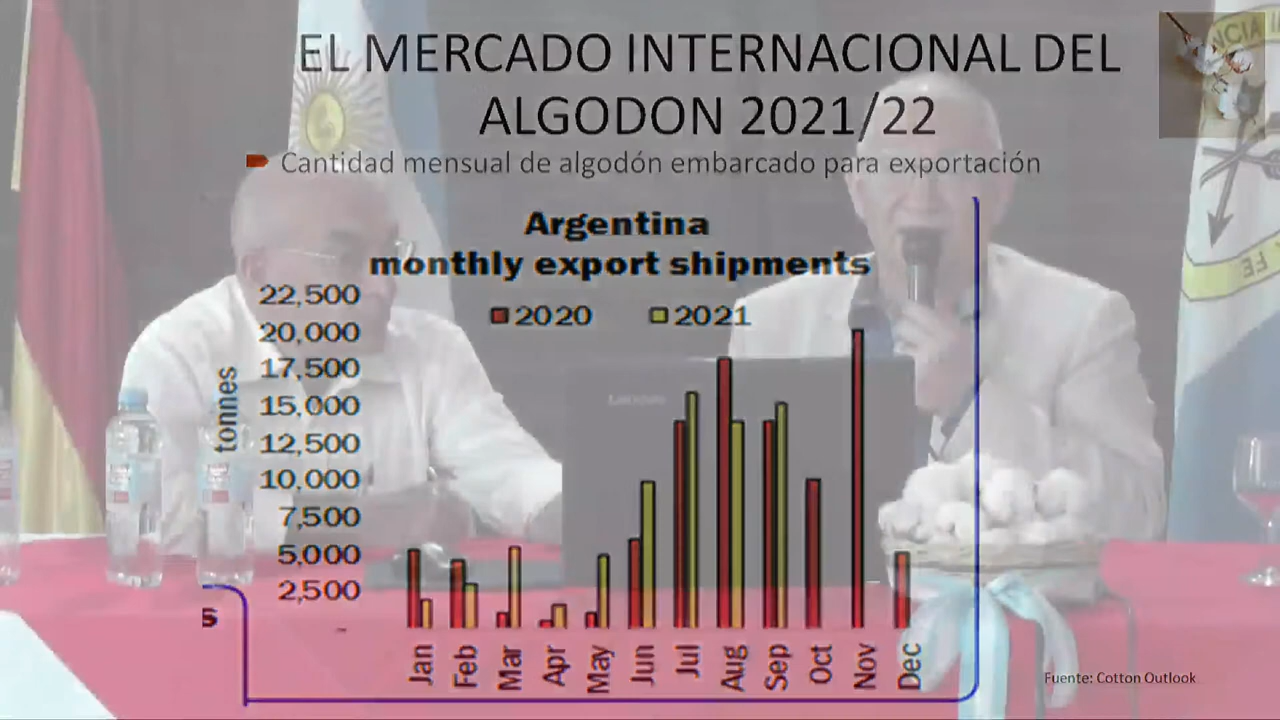 EL MERCADO INTERNACIONAL DEL
ALGODON 2021/22
Cantidad mensual de algodón embarcado para exportación
Argentina
monthly export shipments
2020 2021
tonnes
22,500
20,000
17,500
15,000
12,500
10,000
7,500
5,000
2,500
-
s
Jan Feb Mar Apr May Jun Jul Aug Sep Oct Nov Dec
Fuente: Cotton Outlook
Lenovo
FE